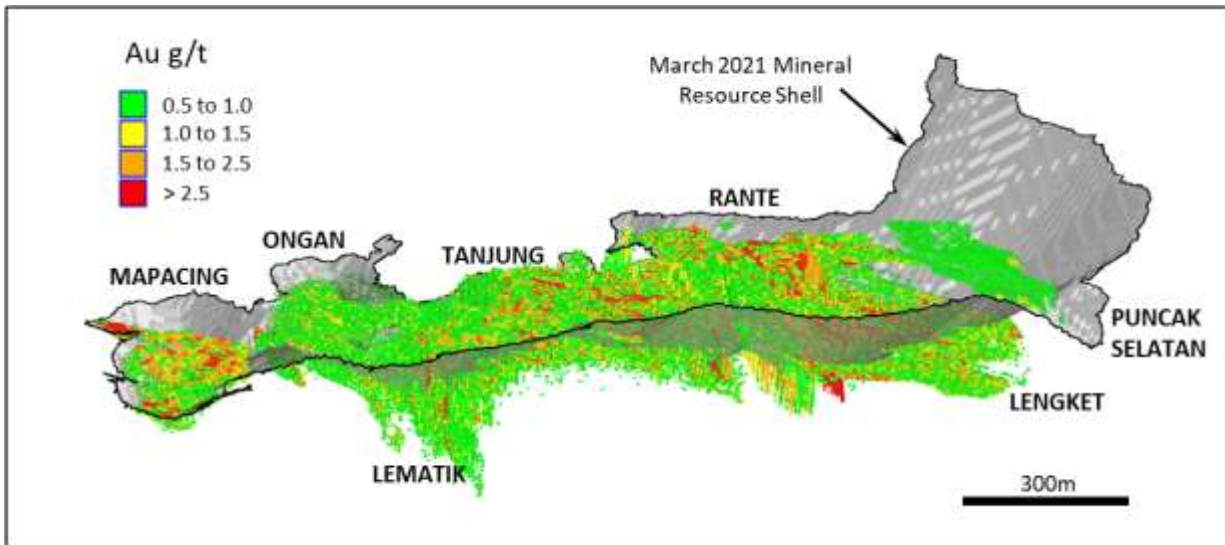 Au g/t
0.5 to 1.0
1.0 to 1.5
1.5 to 2.5
> 2.5
March 2021 Mineral
Resource Shell
RANTE
ONGAN
TANJUNG
MAPACING
PUNCAK
SELATAN
LENGKET
LEMATIK
300m